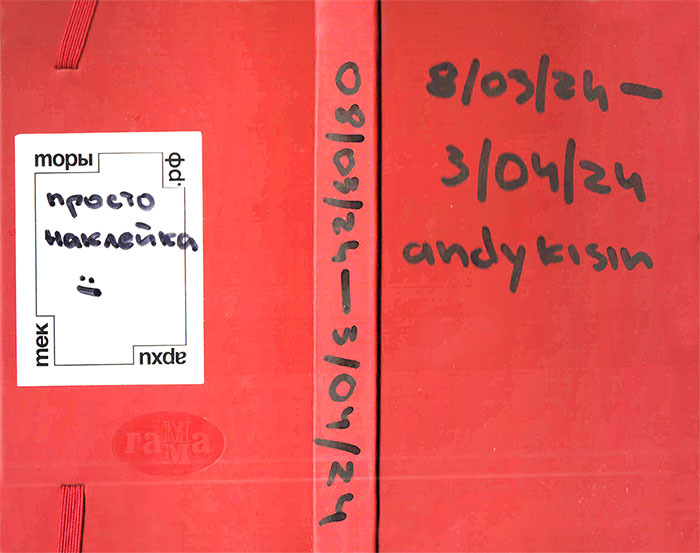 архи
тек
торы
.рф
просто
наклейка
гамма
08/03/24—3/04/24
8/03/24—
3/04/24
andykisin